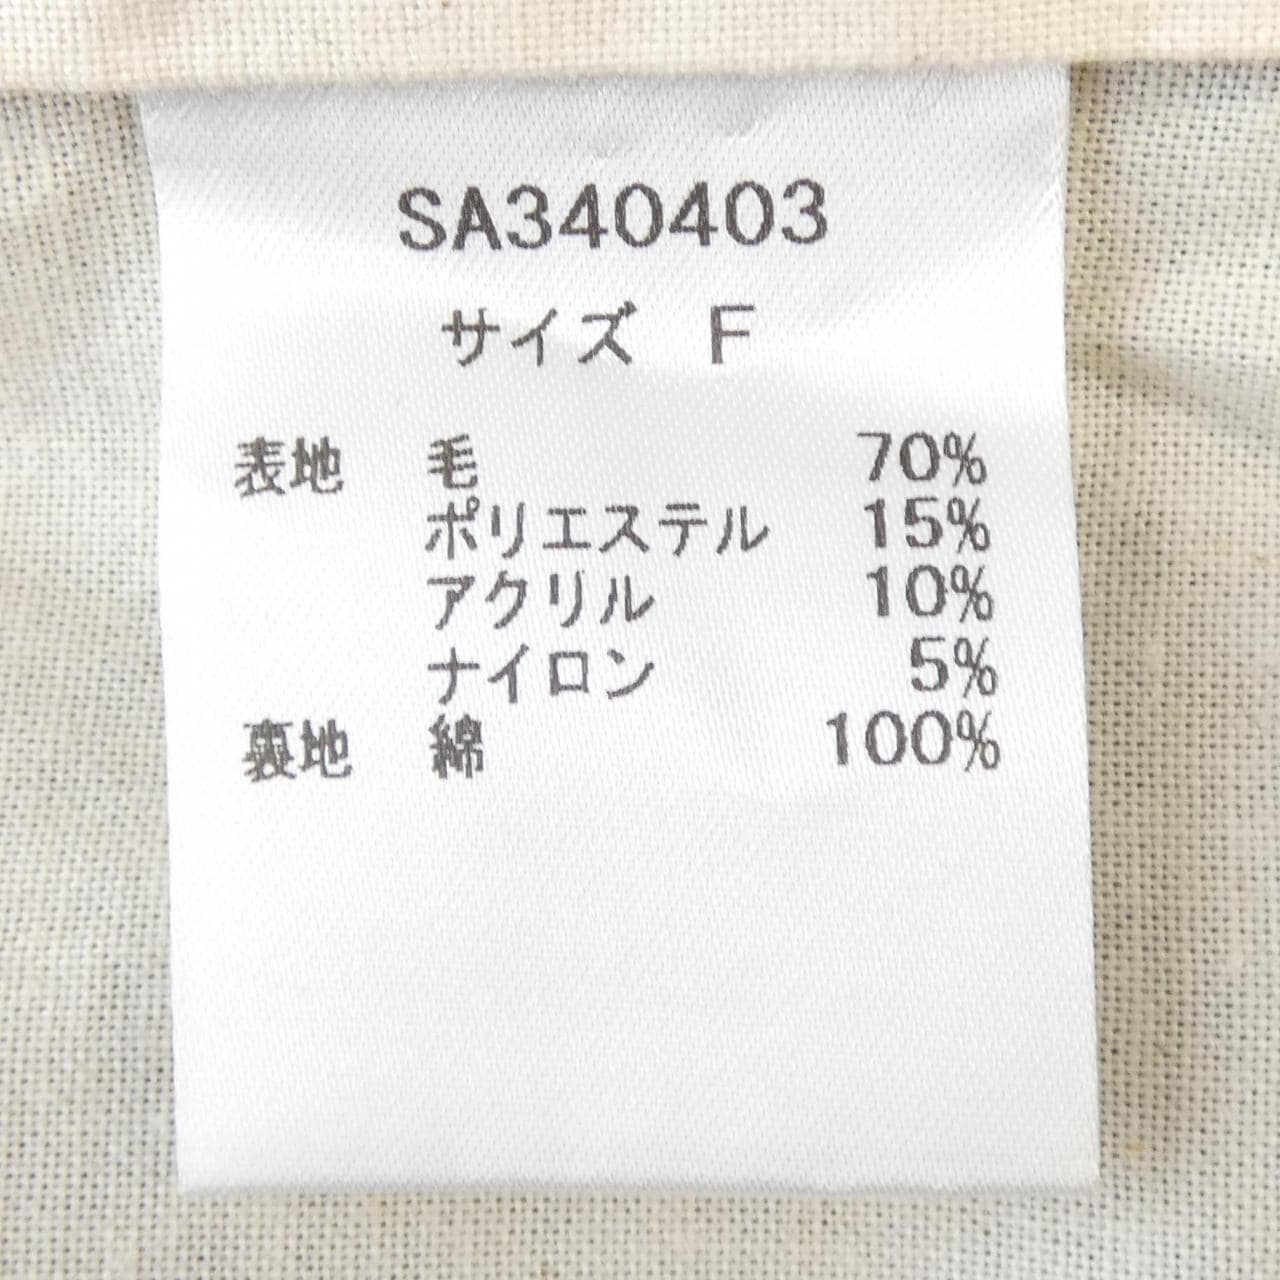 SA340403
サイズ F
表地 毛 70%
ポリエステル 15%
アクリル 10%
ナイロン 5%
裏地 綿 100%